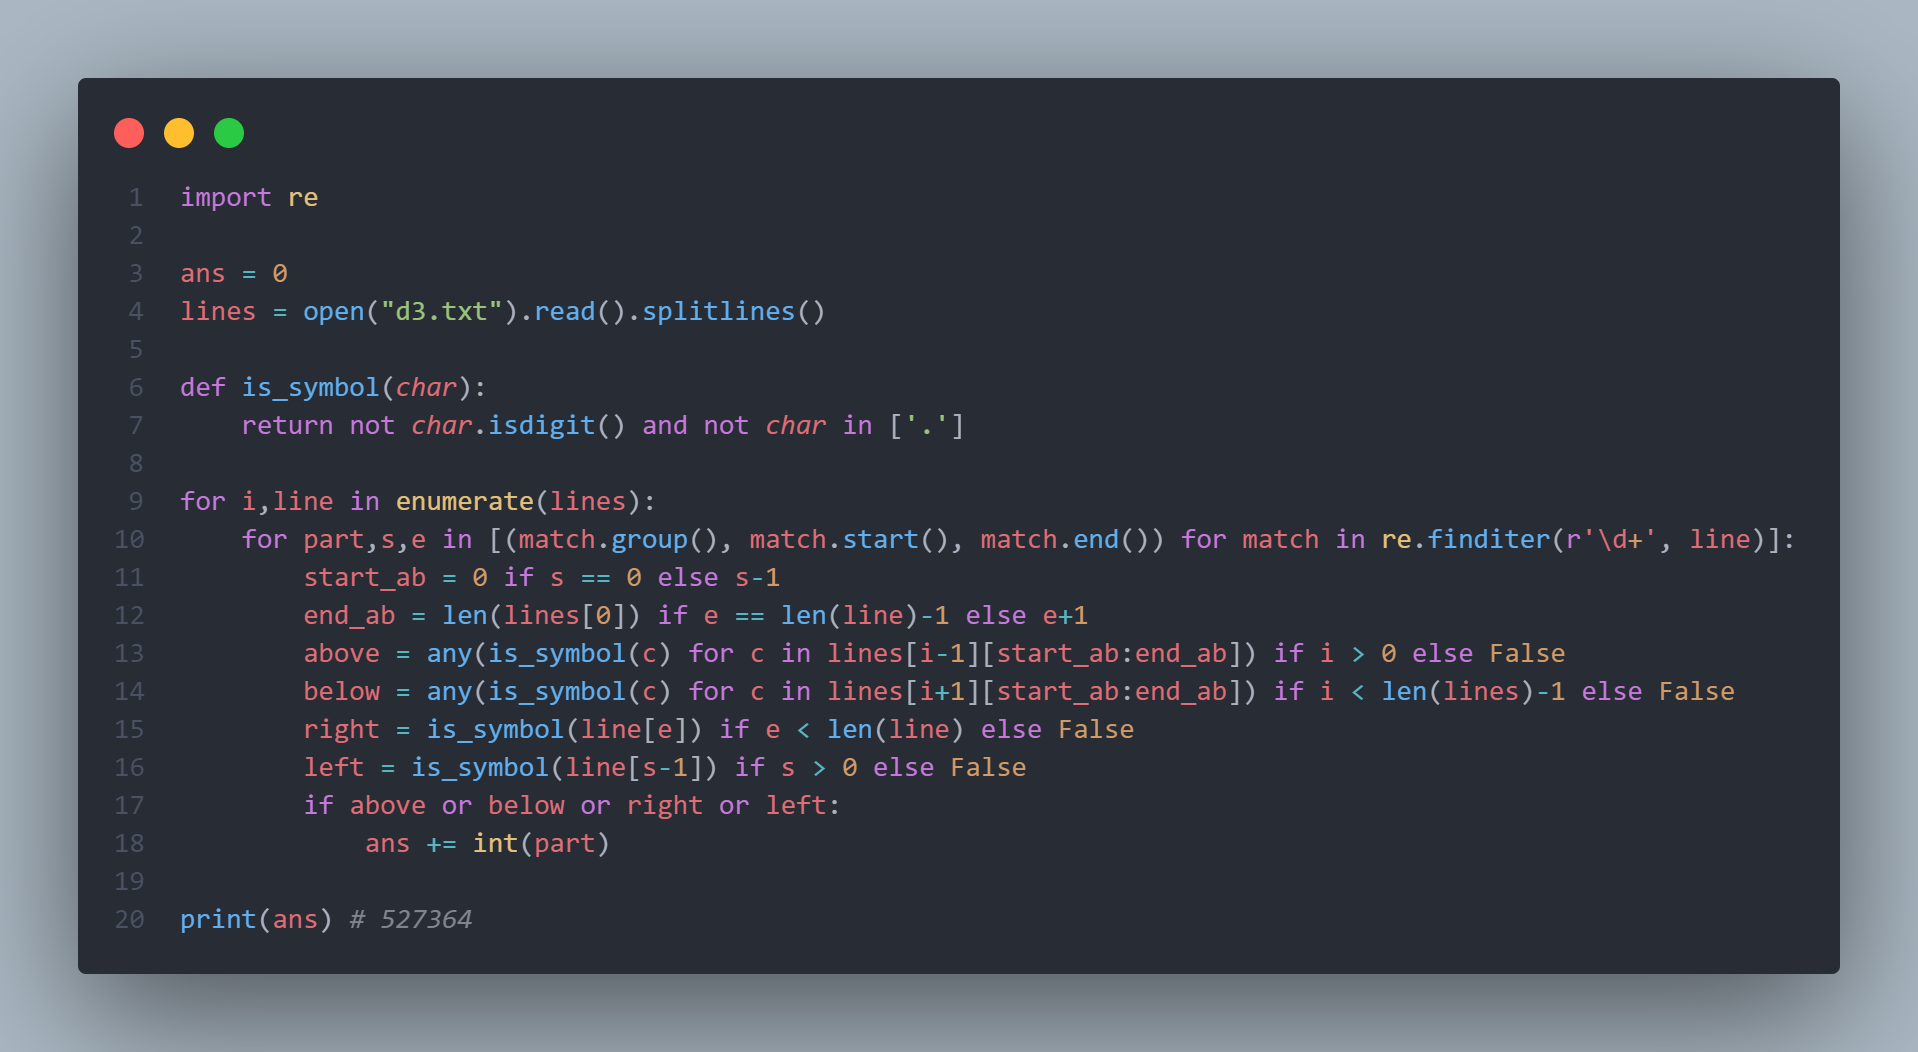 1 import re
2
3 ans = 0
4 lines = open("d3.txt").read().splitlines()
5
6 def is_symbol(char):
7     return not char.isdigit() and not char in ['.']
8
9 for i,line in enumerate(lines):
10     for part,s,e in [(match.group(), match.start(), match.end()) for match in re.finditer(r'\d+', line)]:
11         start_ab = 0 if s == 0 else s-1
12         end_ab = len(lines[0]) if e == len(line)-1 else e+1
13         above = any(is_symbol(c) for c in lines[i-1][start_ab:end_ab]) if i > 0 else False
14         below = any(is_symbol(c) for c in lines[i+1][start_ab:end_ab]) if i < len(lines)-1 else False
15         right = is_symbol(line[e]) if e < len(line) else False
16         left = is_symbol(line[s-1]) if s > 0 else False
17         if above or below or right or left:
18             ans += int(part)
19
20 print(ans) # 527364